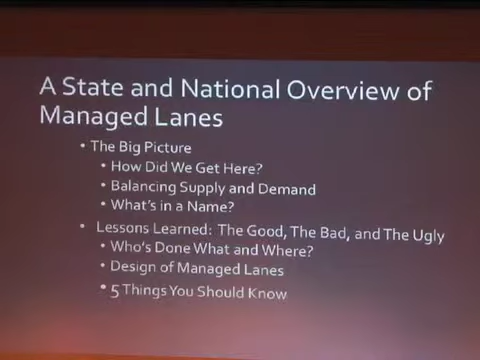 A State and National Overview of
Managed Lanes
• The Big Picture
• How Did We Get Here?
• Balancing Supply and Demand
• What's in a Name?
• Lessons Learned: The Good, The Bad, and The Ugly
• Who's Done What and Where?
• Design of Managed Lanes
• 5 Things You Should Know